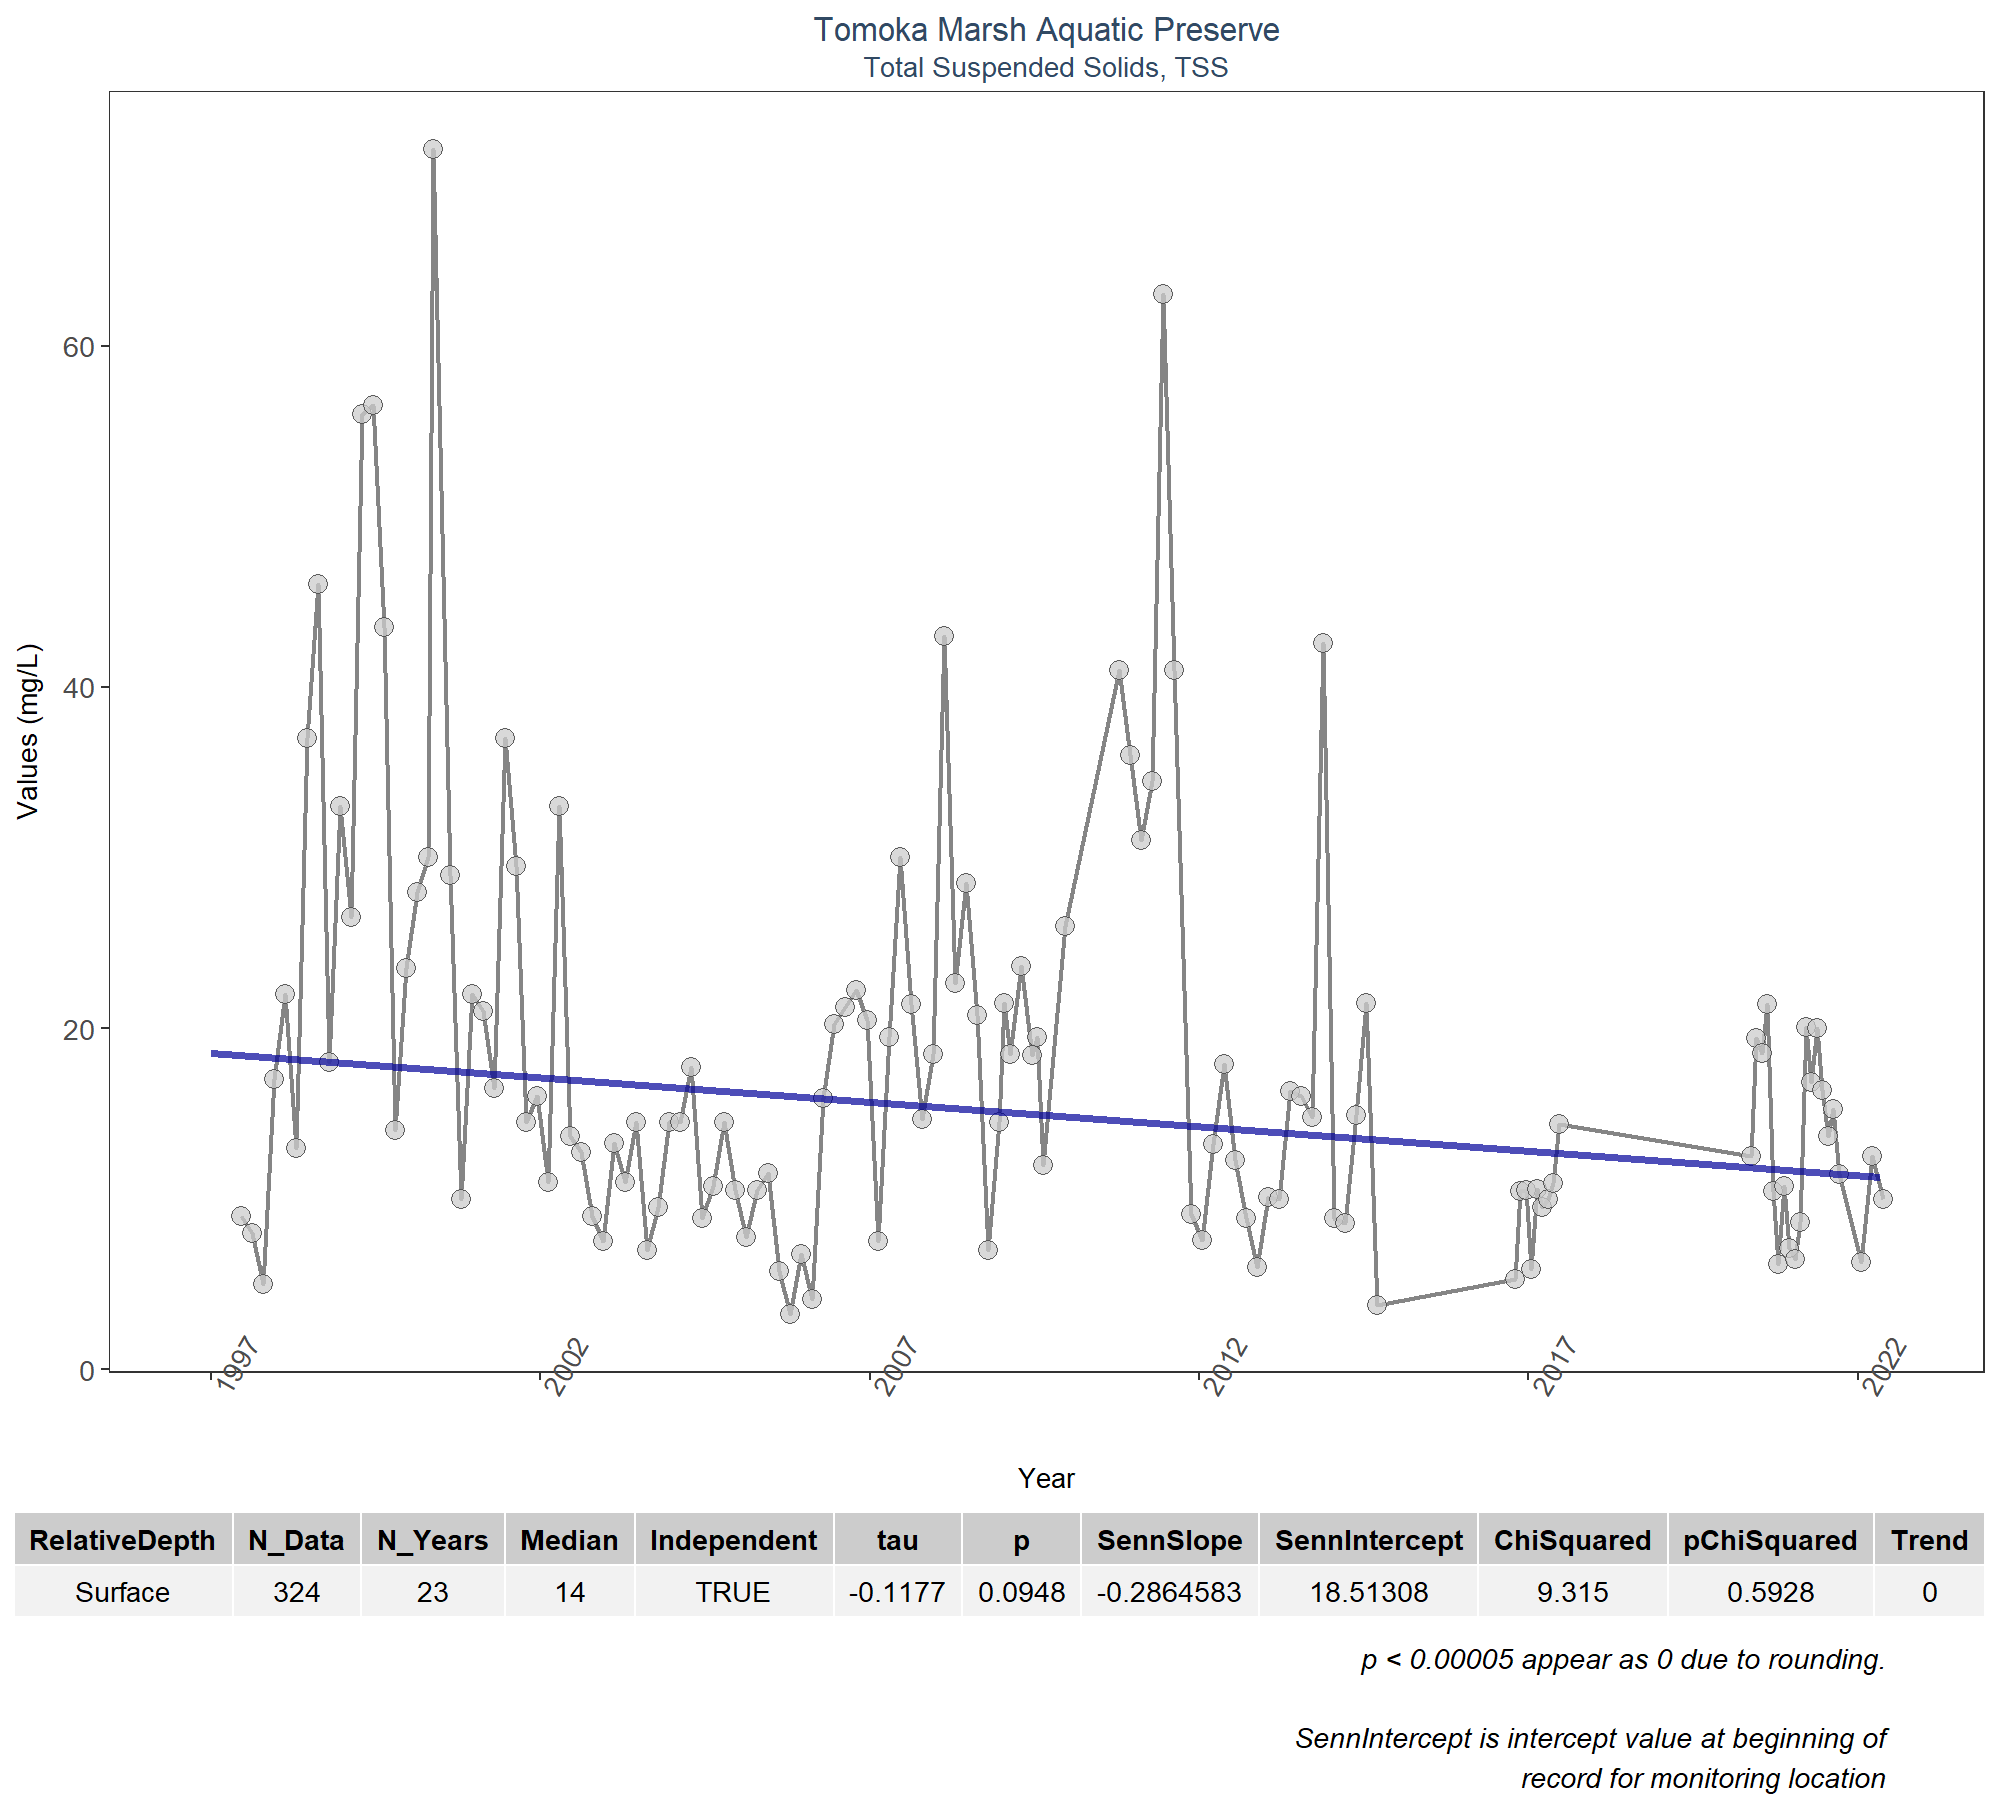 Tomoka Marsh Aquatic Preserve
Total Suspended Solids, TSS
Values (mg/L)
60
40
20
0
1997 2002 2007 2012 2017 2022
Year
RelativeDepth N_Data N_Years Median Independent tau p SennSlope SennIntercept ChiSquared pChiSquared Trend
Surface 324 23 14 TRUE -0.1177 0.0948 -0.2864583 18.51308 9.315 0.5928 0
p < 0.00005 appear as 0 due to rounding.
SennIntercept is intercept value at beginning of
record for monitoring location